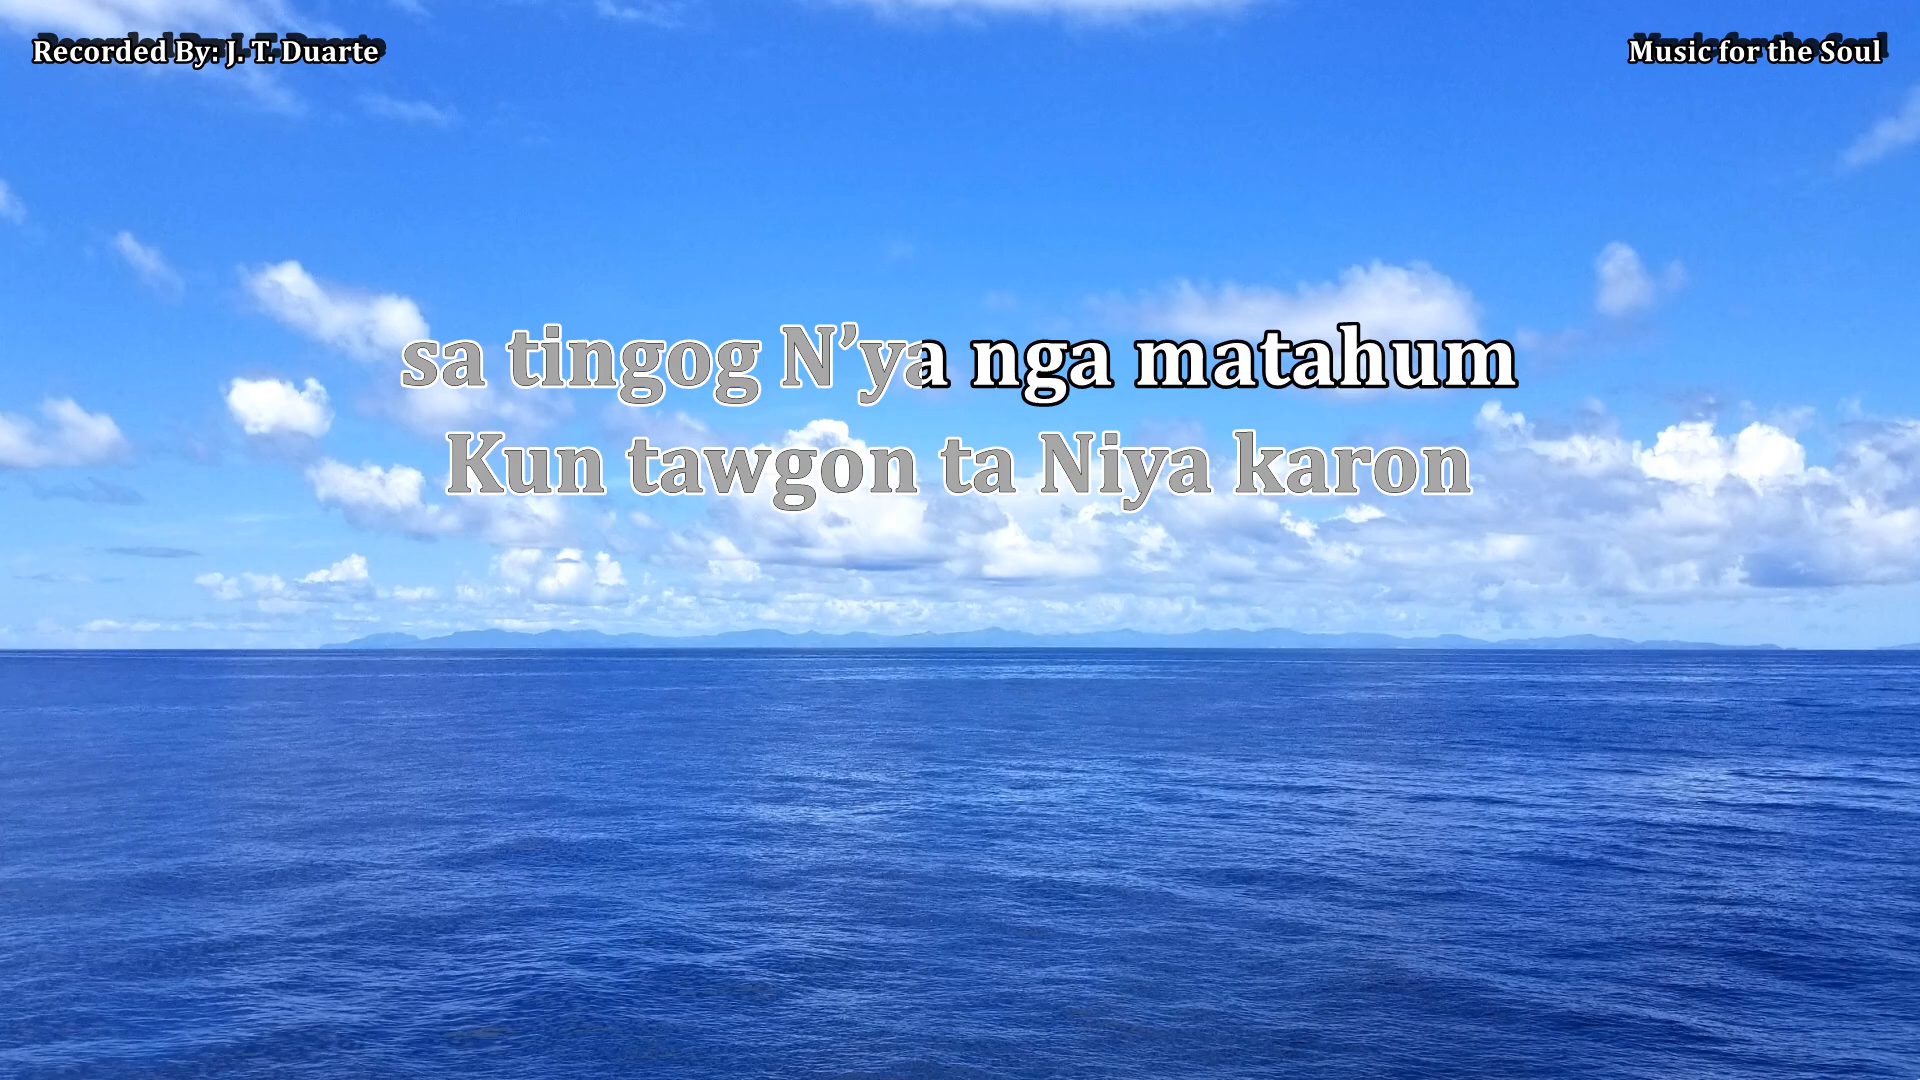 Recorded By: J. T. Duarte
Music for the Soul
sa tingog N’ya nga matahum
Kun tawgon ta Niya karon